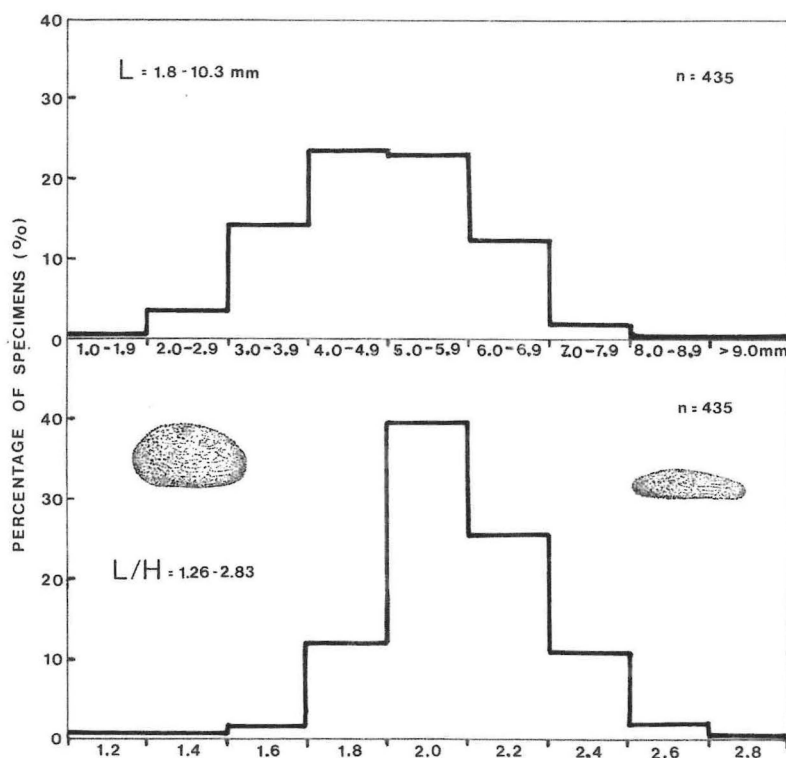 PERCENTAGE OF SPECIMENS (%)
40
30
20
10
0
L = 1.8 - 10.3 mm
n = 435
1.0-1.9 2.0-2.9 3.0-3.9 4.0-4.9 5.0-5.9 6.0-6.9 7.0-7.9 8.0-8.9 >9.0mm
40
30
20
10
0
n = 435
L/H = 1.26-2.83
1.2 1.4 1.6 1.8 2.0 2.2 2.4 2.6 2.8